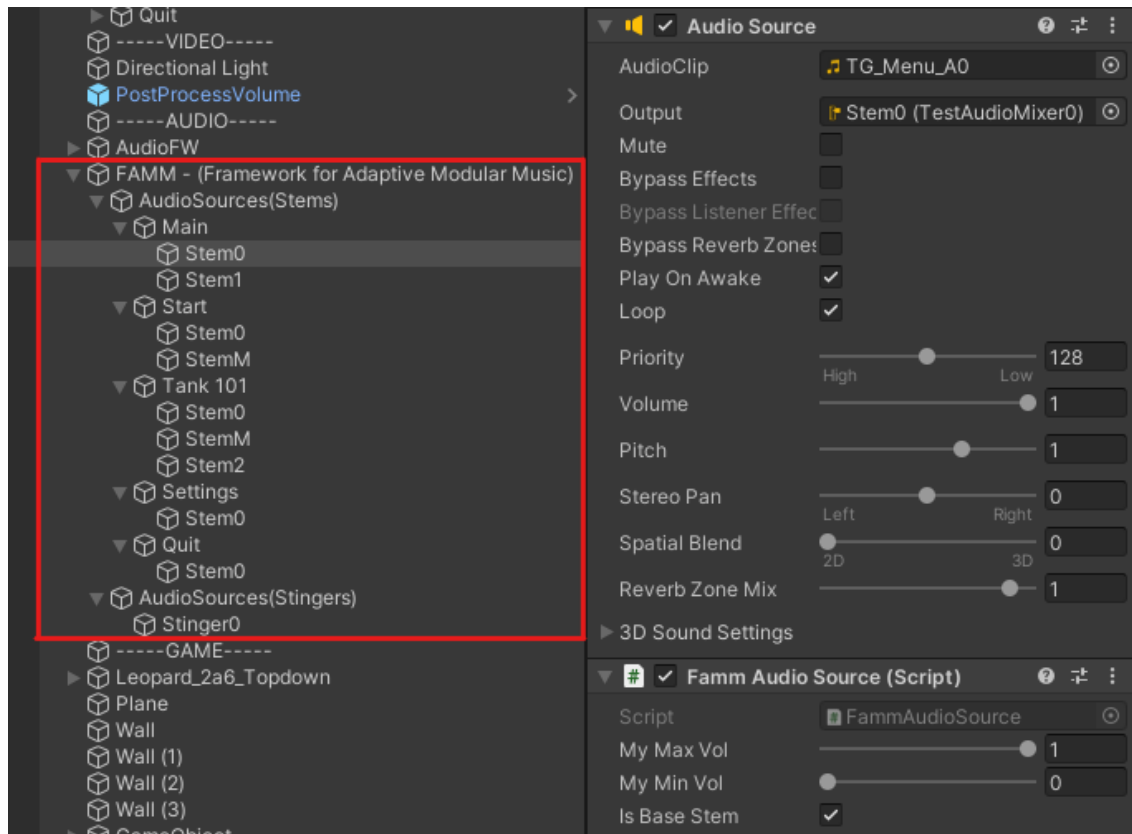 Quit
-----VIDEO-----
Directional Light
PostProcessVolume
-----AUDIO-----
AudioFW
FAMM - (Framework for Adaptive Modular Music)
AudioSources(Stems)
Main
Stem0
Stem1
Start
Stem0
StemM
Tank 101
Stem0
StemM
Stem2
Settings
Stem0
Quit
Stem0
AudioSources(Stingers)
Stinger0
-----GAME-----
Leopard_2a6_Topdown
Plane
Wall
Wall (1)
Wall (2)
Wall (3)
GameObject
Audio Source
AudioClip TG_Menu_A0
Output Stem0 (TestAudioMixer0)
Mute
Bypass Effects
Bypass Listener Effec
Bypass Reverb Zones
Play On Awake
Loop
Priority 128
High Low
Volume 1
Pitch 1
Stereo Pan 0
Left Right
Spatial Blend 0
2D 3D
Reverb Zone Mix 1
3D Sound Settings
# Famm Audio Source (Script)
Script # FammAudioSource
My Max Vol 1
My Min Vol 0
Is Base Stem